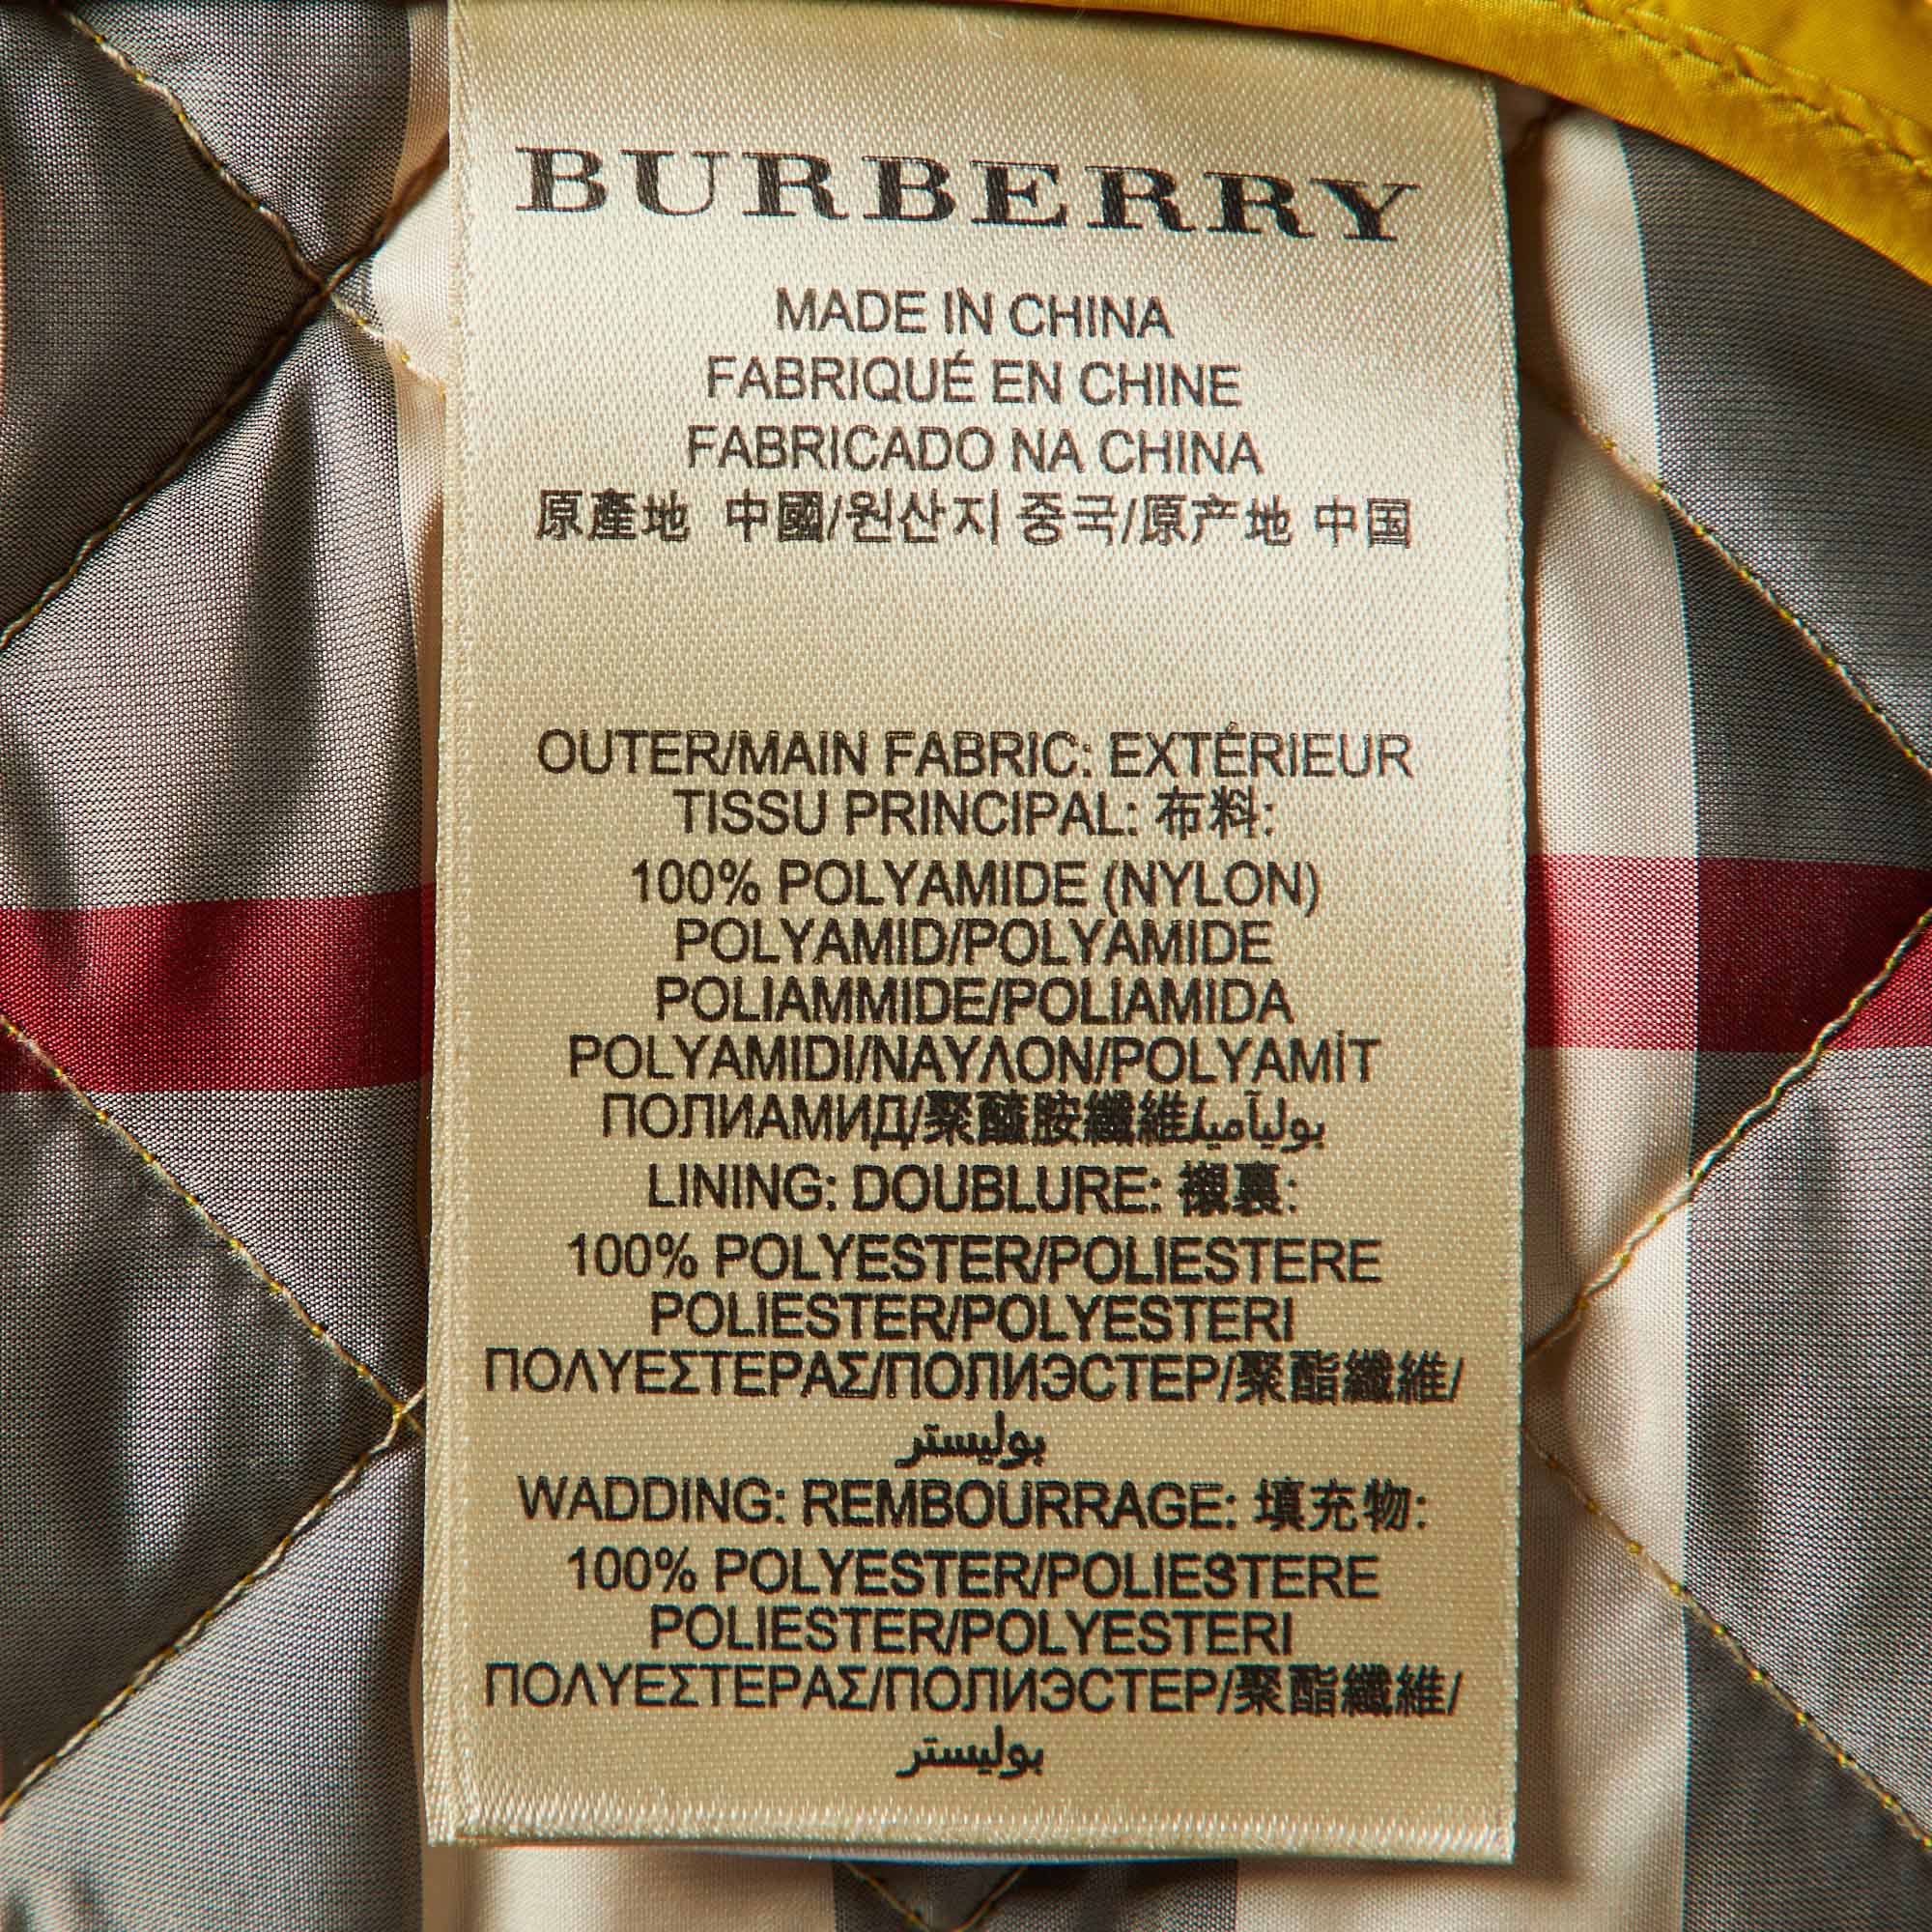 BURBERRY
MADE IN CHINA
FABRIQUÉ EN CHINE
FABRICADO NA CHINA
原產地 中國/원산지 중국/原产地 中国
OUTER/MAIN FABRIC: EXTÉRIEUR
TISSU PRINCIPAL: 布料:
100% POLYAMIDE (NYLON)
POLYAMID/POLYAMIDE
POLIAMMIDE/POLIAMIDA
POLYAMIDI/ΝΑΥΛΟΝ/POLYAMİT
ПОЛИАМИД/聚醯胺纖維/بوليآميد
LINING: DOUBLURE: 襯裏:
100% POLYESTER/POLIESTERE
POLIESTER/POLYESTERI
ΠΟΛΥΕΣΤΕΡΑΣ/ПОЛИЭСТЕР/聚酯纖維/
بوليستر
WADDING: REMBOURRAGE: 填充物:
100% POLYESTER/POLIESTERE
POLIESTER/POLYESTERI
ΠΟΛΥΕΣΤΕΡΑΣ/ПОЛИЭСТЕР/聚酯纖維/
بوليستر